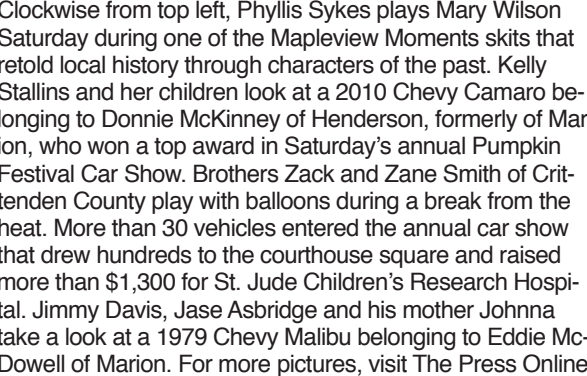 Clockwise from top left, Phyllis Sykes plays Mary Wilson
Saturday during one of the Mapleview Moments skits that
retold local history through characters of the past. Kelly
Stallins and her children look at a 2010 Chevy Camaro be-
longing to Donnie McKinney of Henderson, formerly of Mar
ion, who won a top award in Saturday’s annual Pumpkin
Festival Car Show. Brothers Zack and Zane Smith of Crit-
tenden County play with balloons during a break from the
heat. More than 30 vehicles entered the annual car show
that drew hundreds to the courthouse square and raised
more than $1,300 for St. Jude Children’s Research Hospi-
tal. Jimmy Davis, Jase Asbridge and his mother Johnna
take a look at a 1979 Chevy Malibu belonging to Eddie Mc-
Dowell of Marion. For more pictures, visit The Press Online